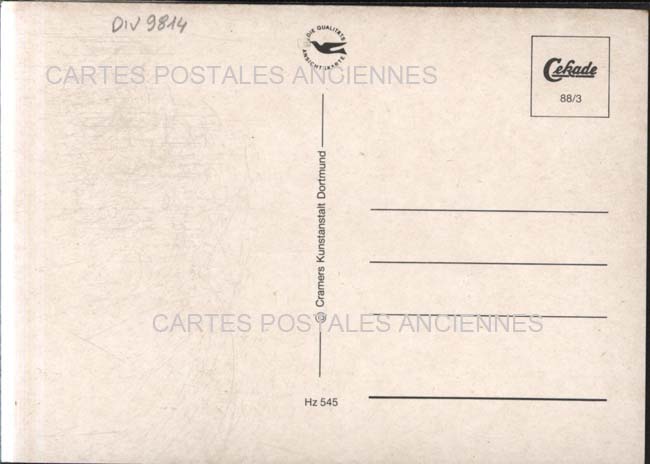 DIV 9814
DIE QUALITÄTS
ANSICHTSKARTE
Cekade
88/3
CARTES POSTALES ANCIENNES
© Cramers Kunstanstalt Dortmund
CARTES POSTALES ANCIENNES
Hz 545